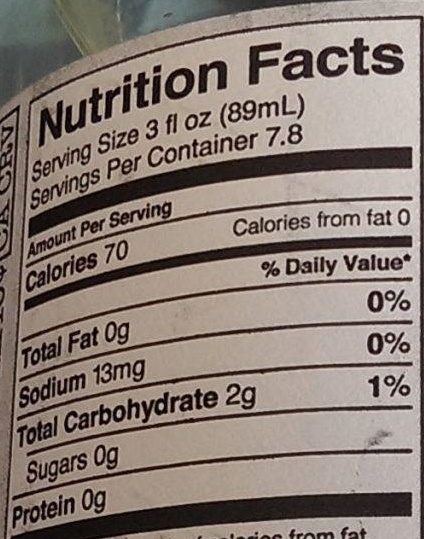 Nutrition Facts
Serving Size 3 fl oz (89mL)
Servings Per Container 7.8
Amount Per Serving
Calories 70 Calories from fat 0
% Daily Value*
Total Fat 0g 0%
Sodium 13mg 0%
Total Carbohydrate 2g 1%
Sugars 0g
Protein 0g
calories from fat
CA CRV